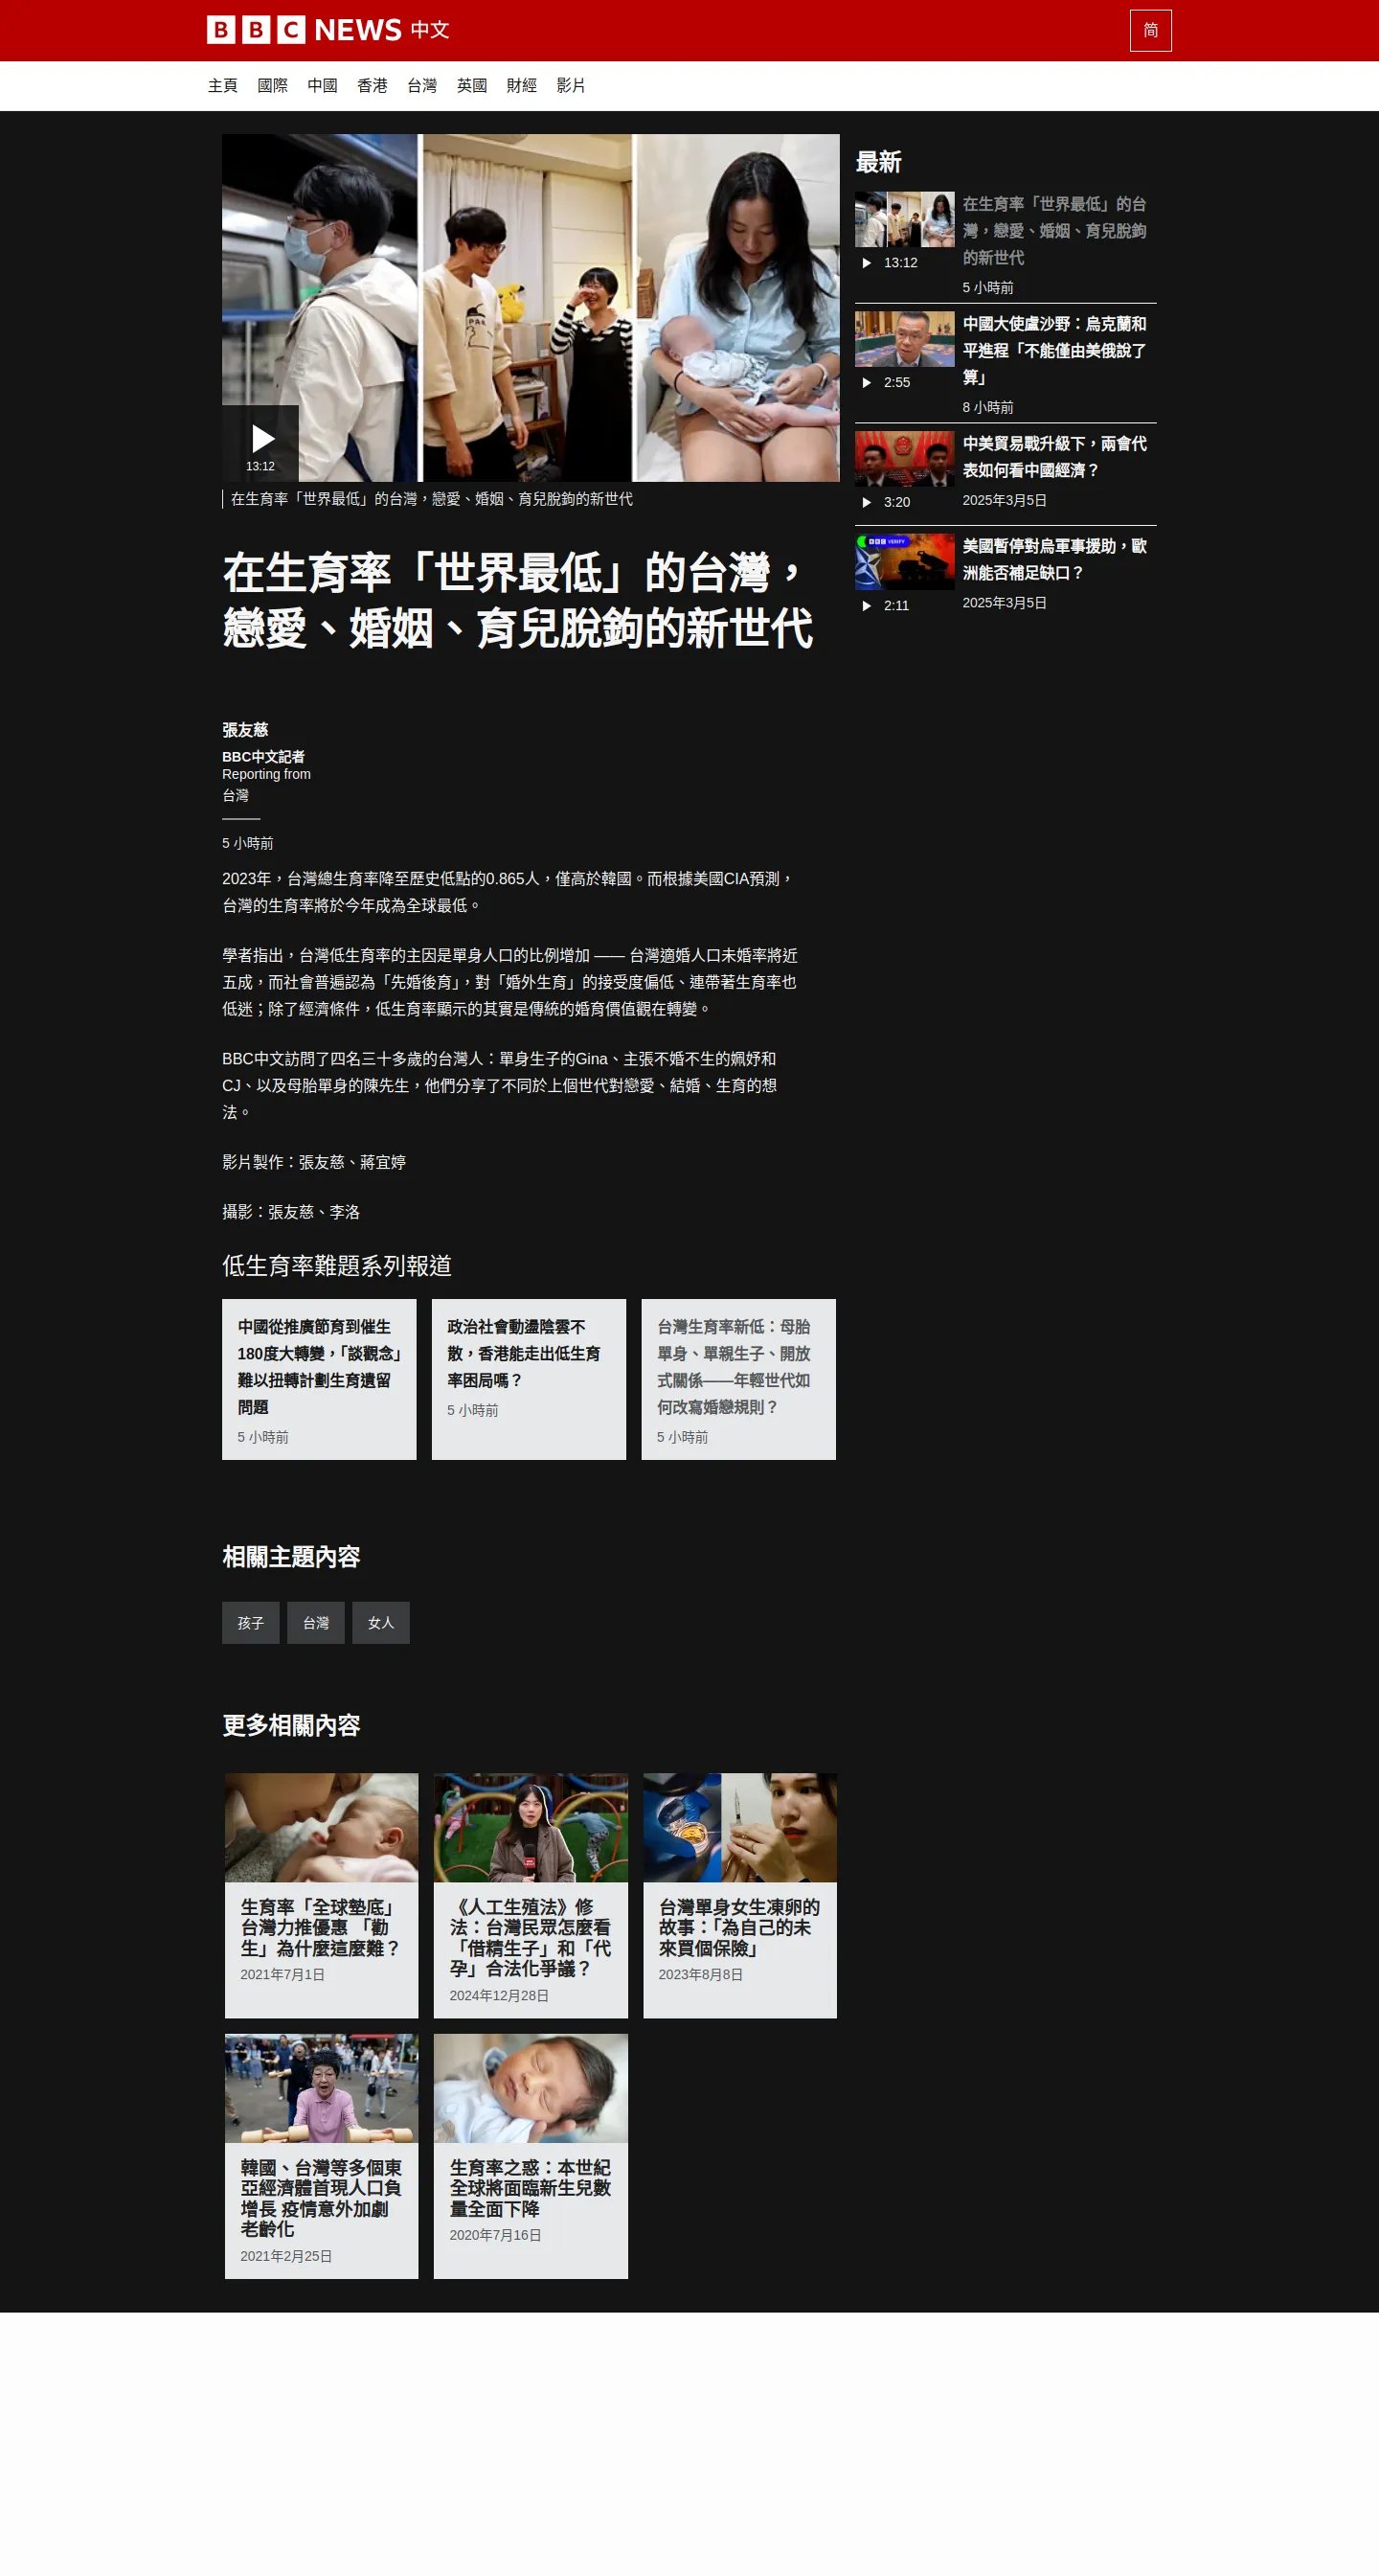 BBC NEWS 中文
简
主頁 國際 中國 香港 台灣 英國 財經 影片
13:12
在生育率「世界最低」的台灣，戀愛、婚姻、育兒脫鉤的新世代
在生育率「世界最低」的台灣，
戀愛、婚姻、育兒脫鉤的新世代
張友慈
BBC中文記者
Reporting from
台灣
5 小時前
2023年，台灣總生育率降至歷史低點的0.865人，僅高於韓國。而根據美國CIA預測，
台灣的生育率將於今年成為全球最低。
學者指出，台灣低生育率的主因是單身人口的比例增加 —— 台灣適婚人口未婚率將近
五成，而社會普遍認為「先婚後育」，對「婚外生育」的接受度偏低、連帶著生育率也
低迷；除了經濟條件，低生育率顯示的其實是傳統的婚育價值觀在轉變。
BBC中文訪問了四名三十多歲的台灣人：單身生子的Gina、主張不婚不生的姵妤和
CJ、以及母胎單身的陳先生，他們分享了不同於上個世代對戀愛、結婚、生育的想
法。
影片製作：張友慈、蔣宜婷
攝影：張友慈、李洛
低生育率難題系列報道
中國從推廣節育到催生
180度大轉變，「談觀念」
難以扭轉計劃生育遺留
問題
5 小時前
政治社會動盪陰雲不
散，香港能走出低生育
率困局嗎？
5 小時前
台灣生育率新低：母胎
單身、單親生子、開放
式關係——年輕世代如
何改寫婚戀規則？
5 小時前
相關主題內容
孩子 台灣 女人
更多相關內容
生育率「全球墊底」
台灣力推優惠 「勸
生」為什麼這麼難？
2021年7月1日
《人工生殖法》修
法：台灣民眾怎麼看
「借精生子」和「代
孕」合法化爭議？
2024年12月28日
台灣單身女生凍卵的
故事：「為自己的未
來買個保險」
2023年8月8日
韓國、台灣等多個東
亞經濟體首現人口負
增長 疫情意外加劇
老齡化
2021年2月25日
生育率之惑：本世紀
全球將面臨新生兒數
量全面下降
2020年7月16日
最新
13:12
在生育率「世界最低」的台
灣，戀愛、婚姻、育兒脫鉤
的新世代
5 小時前
2:55
中國大使盧沙野：烏克蘭和
平進程「不能僅由美俄說了
算」
8 小時前
3:20
中美貿易戰升級下，兩會代
表如何看中國經濟？
2025年3月5日
BBC VERIFY
2:11
美國暫停對烏軍事援助，歐
洲能否補足缺口？
2025年3月5日